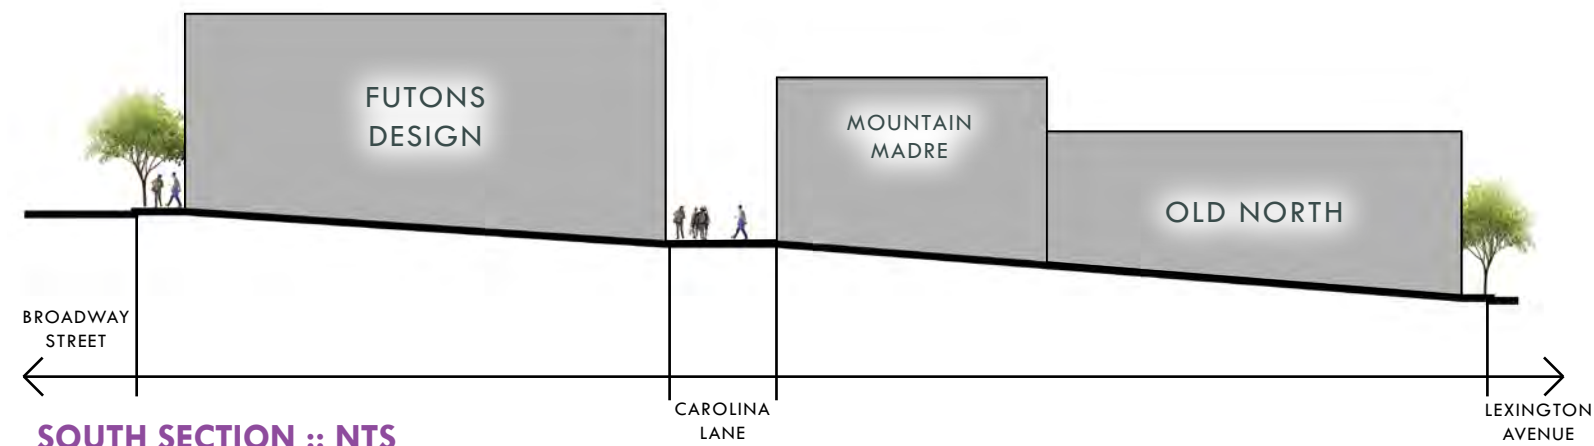 FUTONS
DESIGN
MOUNTAIN
MADRE
OLD NORTH
BROADWAY
STREET
CAROLINA
LANE
LEXINGTON
AVENUE
SOUTH SECTION :: NTS